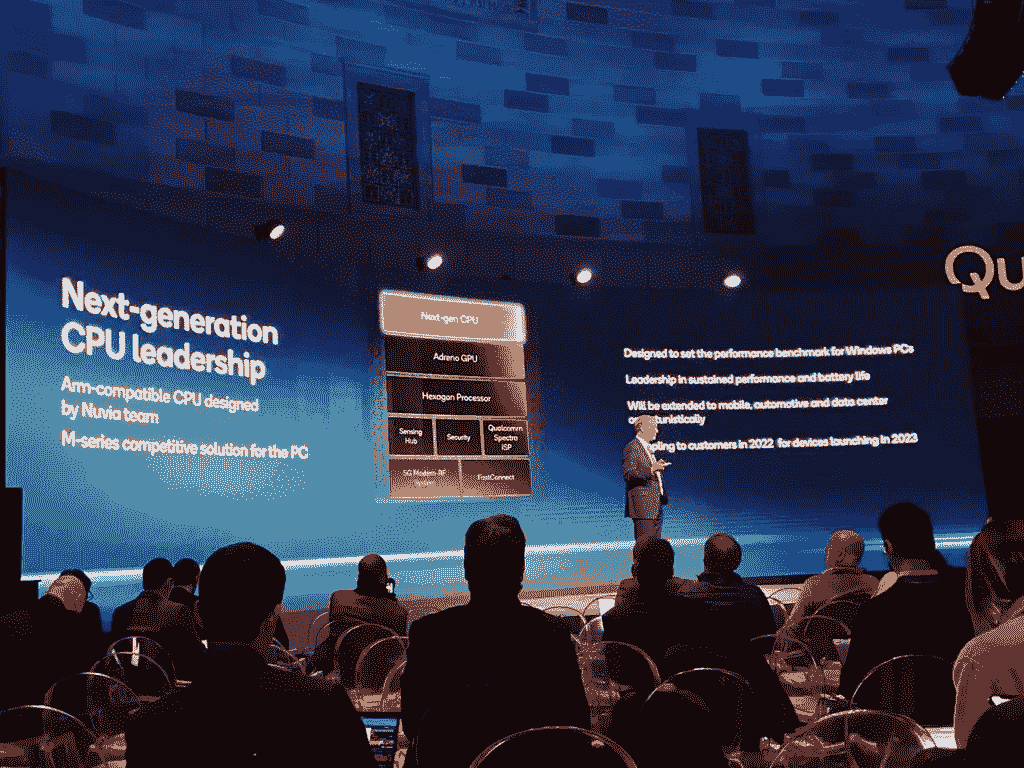 Next-generation
CPU leadership
Arm-compatible CPU designed
by Nuvia team
M-series competitive solution for the PC
Next-gen CPU
Adreno GPU
Hexagon Processor
Sensing
Hub
Security
Qualcomm
Spectra
ISP
5G Modem-RF
FastConnect
Designed to set the performance benchmark for Windows PCs
Leadership in sustained performance and battery life
Will be extended to mobile, automotive and data center
to customers in 2022 for devices launching in 2023
Qu